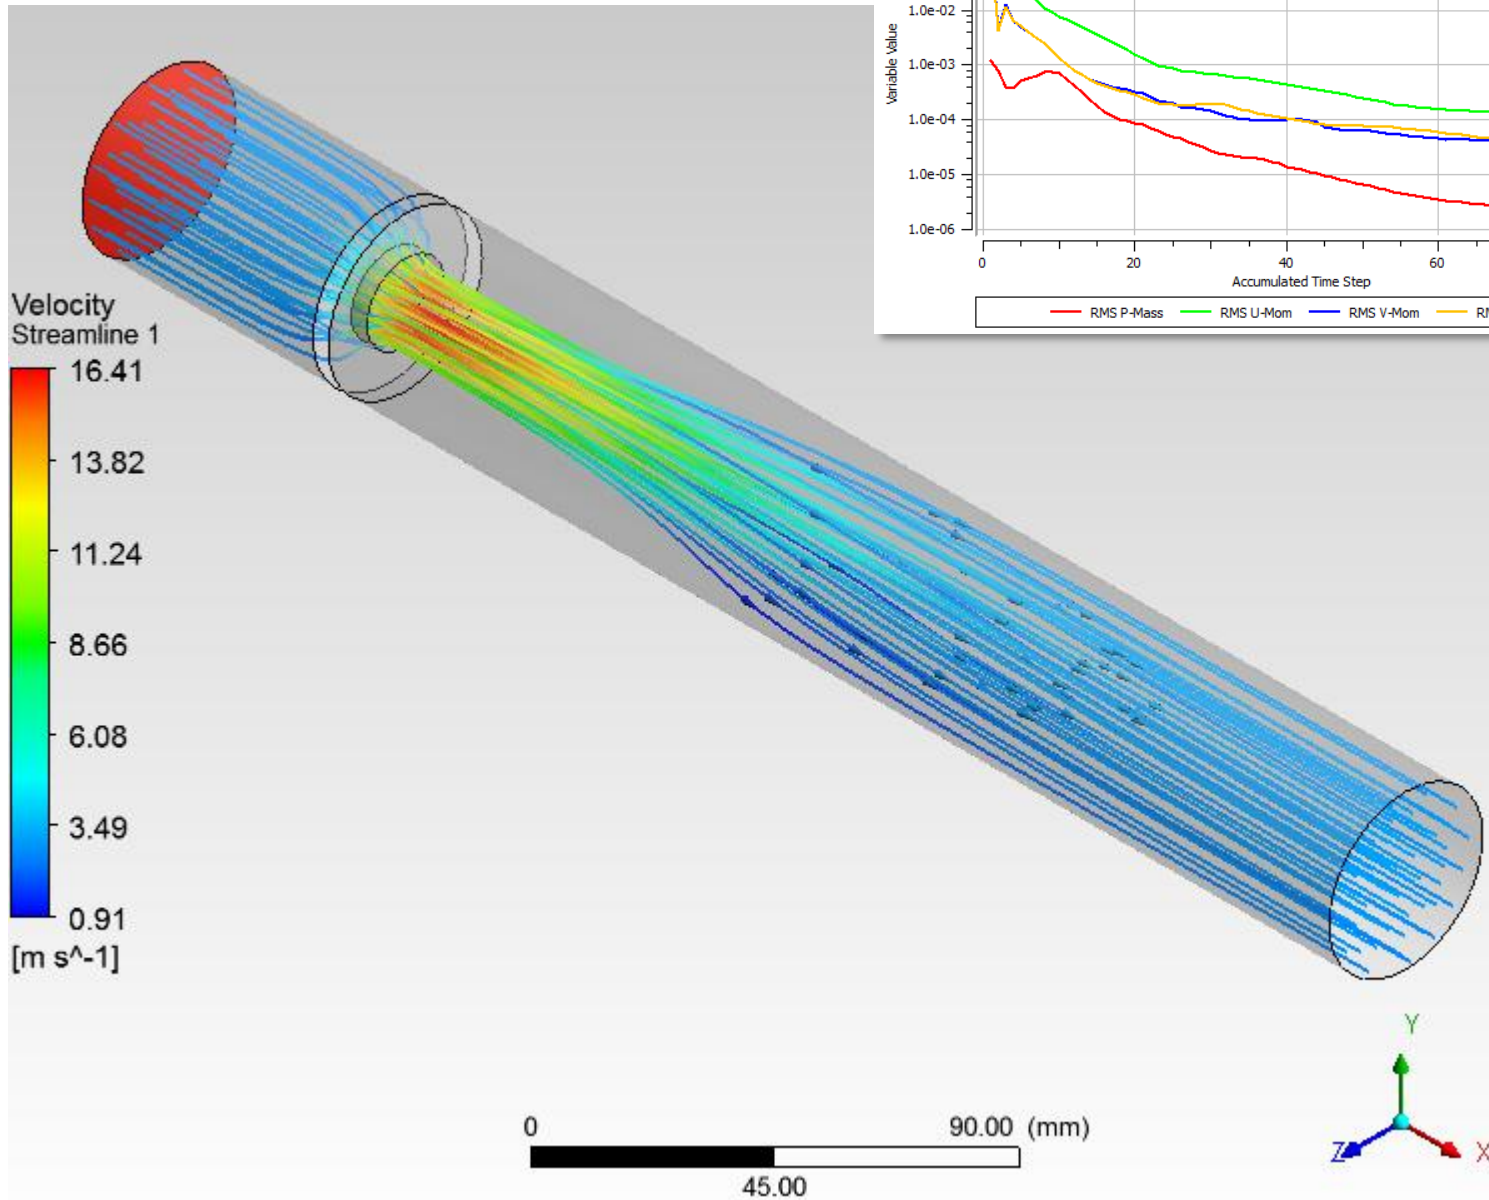 1.0e-02
1.0e-03
1.0e-04
1.0e-05
1.0e-06
Variable Value
0 20 40 60
Accumulated Time Step
RMS P-Mass RMS U-Mom RMS V-Mom
Velocity
Streamline 1
16.41
13.82
11.24
8.66
6.08
3.49
0.91
[m s^-1]
0 90.00 (mm)
45.00
Y
Z X